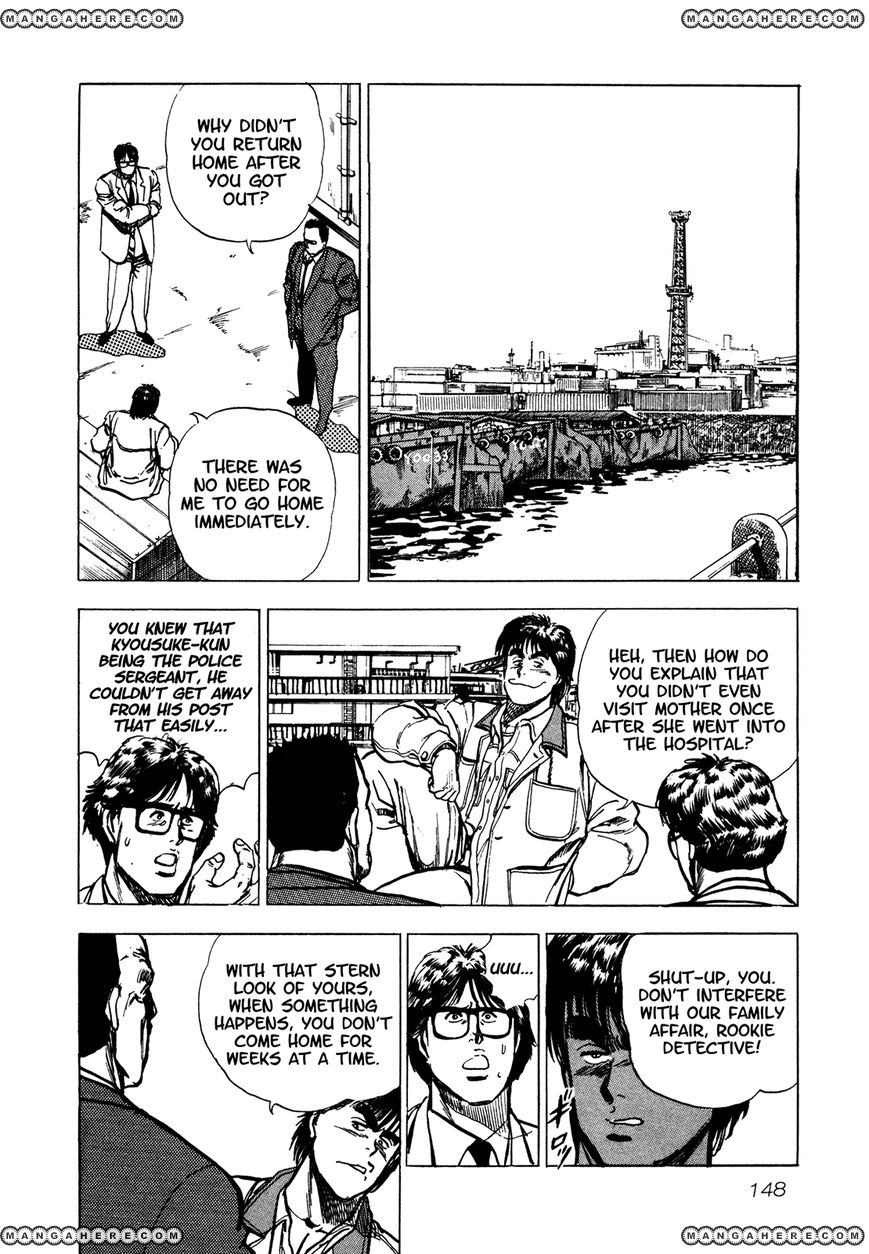 MANGAHERE.COM
MANGAHERE.COM
Y0033
WHY DIDN'T
YOU RETURN
HOME AFTER
YOU GOT
OUT?
THERE WAS
NO NEED FOR
ME TO GO HOME
IMMEDIATELY.
HEH, THEN HOW DO
YOU EXPLAIN THAT
YOU DIDN'T EVEN
VISIT MOTHER ONCE
AFTER SHE WENT INTO
THE HOSPITAL?
YOU KNEW THAT
KYOUSUKE-KUN
BEING THE POLICE
SERGEANT, HE
COULDN'T GET AWAY
FROM HIS POST
THAT EASILY...
SHUT-UP, YOU.
DON'T INTERFERE
WITH OUR FAMILY
AFFAIR, ROOKIE
DETECTIVE!
ギロッ
UUU...
WITH THAT STERN
LOOK OF YOURS,
WHEN SOMETHING
HAPPENS, YOU DON'T
COME HOME FOR
WEEKS AT A TIME.
148
MANGAHERE.COM
MANGAHERE.COM